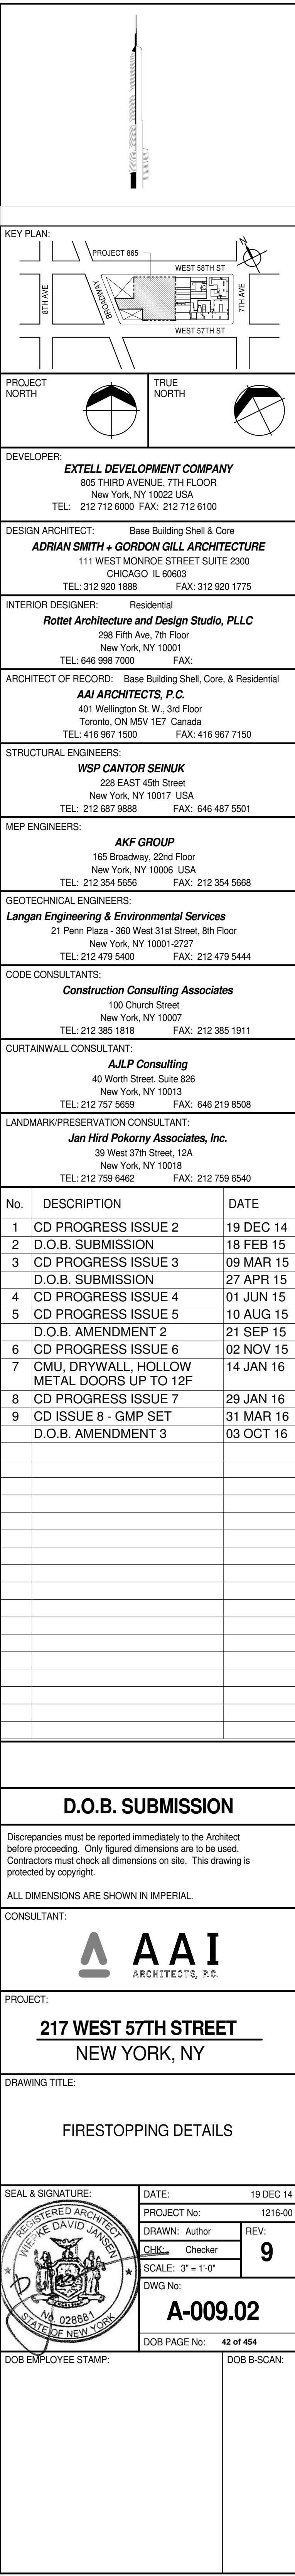 KEY PLAN:
N
PROJECT 865
WEST 58TH ST
8TH AVE
BROADWAY
7TH AVE
WEST 57TH ST
PROJECT NORTH
TRUE NORTH
DEVELOPER:
EXTELL DEVELOPMENT COMPANY
805 THIRD AVENUE, 7TH FLOOR
New York, NY 10022 USA
TEL: 212 712 6000 FAX: 212 712 6100
DESIGN ARCHITECT: Base Building Shell & Core
ADRIAN SMITH + GORDON GILL ARCHITECTURE
111 WEST MONROE STREET SUITE 2300
CHICAGO IL 60603
TEL: 312 920 1888 FAX: 312 920 1775
INTERIOR DESIGNER: Residential
Rottet Architecture and Design Studio, PLLC
298 Fifth Ave, 7th Floor
New York, NY 10001
TEL: 646 998 7000 FAX:
ARCHITECT OF RECORD: Base Building Shell, Core, & Residential
AAI ARCHITECTS, P.C.
401 Wellington St. W., 3rd Floor
Toronto, ON M5V 1E7 Canada
TEL: 416 967 1500 FAX: 416 967 7150
STRUCTURAL ENGINEERS:
WSP CANTOR SEINUK
228 EAST 45th Street
New York, NY 10017 USA
TEL: 212 687 9888 FAX: 646 487 5501
MEP ENGINEERS:
AKF GROUP
165 Broadway, 22nd Floor
New York, NY 10006 USA
TEL: 212 354 5656 FAX: 212 354 5668
GEOTECHNICAL ENGINEERS:
Langan Engineering & Environmental Services
21 Penn Plaza - 360 West 31st Street, 8th Floor
New York, NY 10001-2727
TEL: 212 479 5400 FAX: 212 479 5444
CODE CONSULTANTS:
Construction Consulting Associates
100 Church Street
New York, NY 10007
TEL: 212 385 1818 FAX: 212 385 1911
CURTAINWALL CONSULTANT:
AJLP Consulting
40 Worth Street. Suite 826
New York, NY 10013
TEL: 212 757 5659 FAX: 646 219 8508
LANDMARK/PRESERVATION CONSULTANT:
Jan Hird Pokorny Associates, Inc.
39 West 37th Street, 12A
New York, NY 10018
TEL: 212 759 6462 FAX: 212 759 6540
No. DESCRIPTION DATE
1 CD PROGRESS ISSUE 2 19 DEC 14
2 D.O.B. SUBMISSION 18 FEB 15
3 CD PROGRESS ISSUE 3 09 MAR 15
D.O.B. SUBMISSION 27 APR 15
4 CD PROGRESS ISSUE 4 01 JUN 15
5 CD PROGRESS ISSUE 5 10 AUG 15
D.O.B. AMENDMENT 2 21 SEP 15
6 CD PROGRESS ISSUE 6 02 NOV 15
7 CMU, DRYWALL, HOLLOW 14 JAN 16
METAL DOORS UP TO 12F
8 CD PROGRESS ISSUE 7 29 JAN 16
9 CD ISSUE 8 - GMP SET 31 MAR 16
D.O.B. AMENDMENT 3 03 OCT 16
D.O.B. SUBMISSION
Discrepancies must be reported immediately to the Architect
before proceeding. Only figured dimensions are to be used.
Contractors must check all dimensions on site. This drawing is
protected by copyright.
ALL DIMENSIONS ARE SHOWN IN IMPERIAL.
CONSULTANT:
AAI
ARCHITECTS, P.C.
PROJECT:
217 WEST 57TH STREET
NEW YORK, NY
DRAWING TITLE:
FIRESTOPPING DETAILS
SEAL & SIGNATURE:
REGISTERED ARCHITECT
WIEPKE DAVID JANSEN
No. 028681
STATE OF NEW YORK
DATE: 19 DEC 14
PROJECT No: 1216-00
DRAWN: Author
REV:
CHK: Checker
9
SCALE: 3" = 1'-0"
DWG No:
A-009.02
DOB PAGE No: 42 of 454
DOB EMPLOYEE STAMP:
DOB B-SCAN: